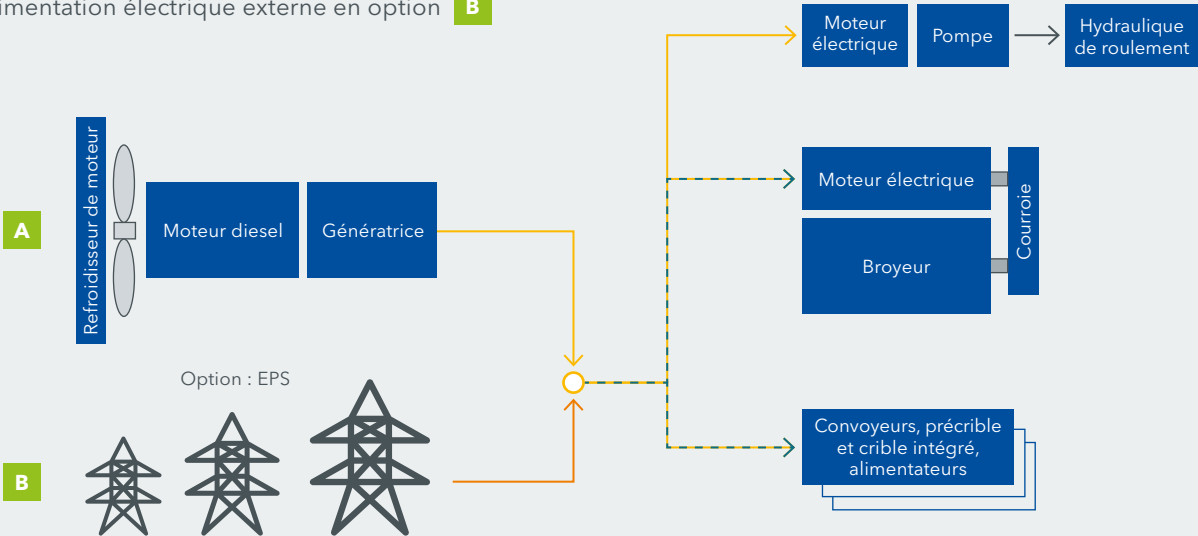 imentation électrique externe en option B
Moteur
électrique
Pompe
Hydraulique
de roulement
Refroidisseur de moteur
A
Moteur diesel
Génératrice
Moteur électrique
Courroie
Broyeur
Option : EPS
B
Convoyeurs, précrible
et crible intégré,
alimentateurs